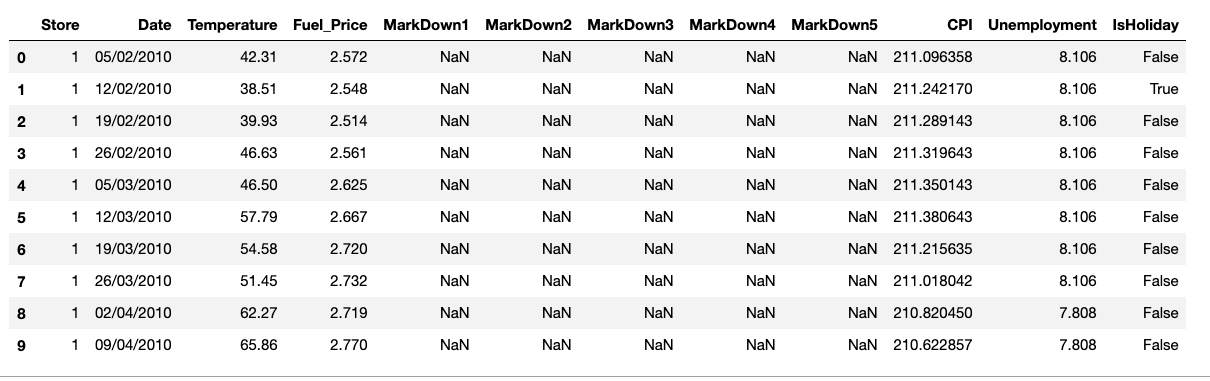 Store Date Temperature Fuel_Price MarkDown1 MarkDown2 MarkDown3 MarkDown4 MarkDown5 CPI Unemployment IsHoliday
0 1 05/02/2010 42.31 2.572 NaN NaN NaN NaN NaN 211.096358 8.106 False
1 1 12/02/2010 38.51 2.548 NaN NaN NaN NaN NaN 211.242170 8.106 True
2 1 19/02/2010 39.93 2.514 NaN NaN NaN NaN NaN 211.289143 8.106 False
3 1 26/02/2010 46.63 2.561 NaN NaN NaN NaN NaN 211.319643 8.106 False
4 1 05/03/2010 46.50 2.625 NaN NaN NaN NaN NaN 211.350143 8.106 False
5 1 12/03/2010 57.79 2.667 NaN NaN NaN NaN NaN 211.380643 8.106 False
6 1 19/03/2010 54.58 2.720 NaN NaN NaN NaN NaN 211.215635 8.106 False
7 1 26/03/2010 51.45 2.732 NaN NaN NaN NaN NaN 211.018042 8.106 False
8 1 02/04/2010 62.27 2.719 NaN NaN NaN NaN NaN 210.820450 7.808 False
9 1 09/04/2010 65.86 2.770 NaN NaN NaN NaN NaN 210.622857 7.808 False